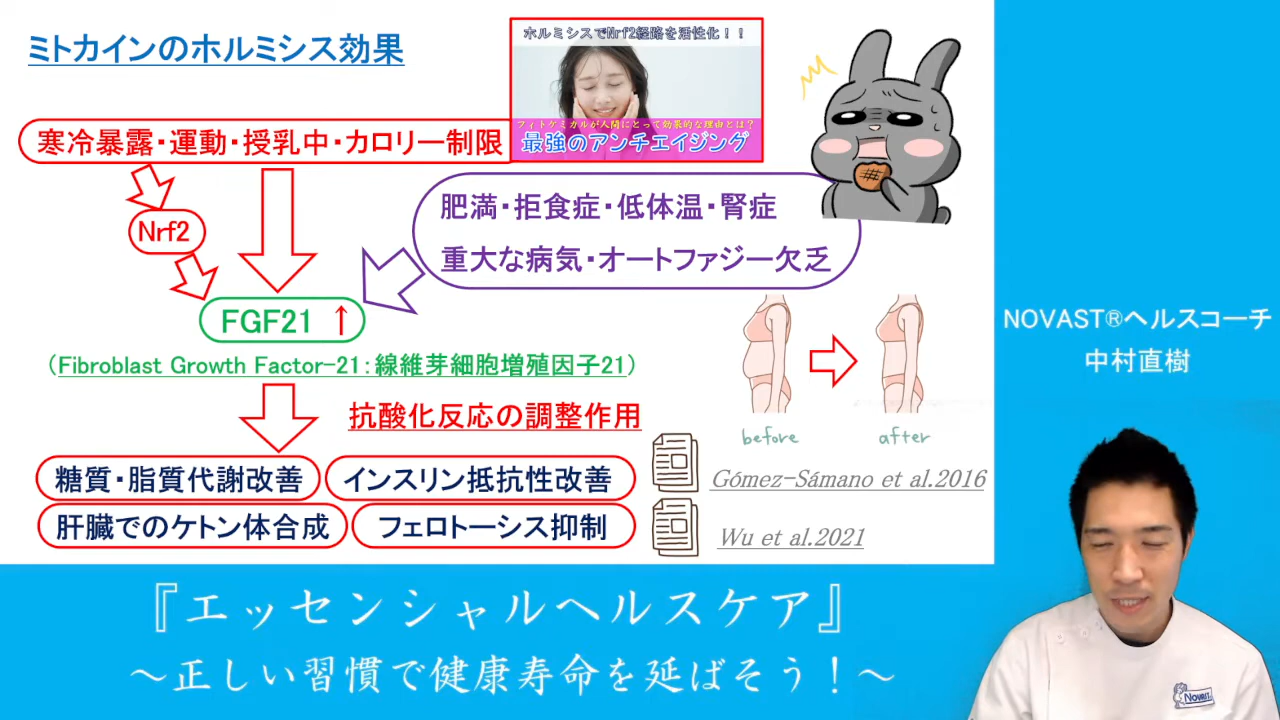 ミトカインのホルミシス効果
ホルミシスでNrf2経路を活性化！！
フィトケミカルが人間にとって効果的な理由とは？
最強のアンチエイジング
寒冷暴露・運動・授乳中・カロリー制限
Nrf2
肥満・拒食症・低体温・腎症
重大な病気・オートファジー欠乏
FGF21 ↑
（Fibroblast Growth Factor-21：線維芽細胞増殖因子21）
抗酸化反応の調整作用
before
after
糖質・脂質代謝改善
インスリン抵抗性改善
肝臓でのケトン体合成
フェロトーシス抑制
Gómez-Sámano et al.2016
Wu et al.2021
NOVAST®ヘルスコーチ
中村直樹
『エッセンシャルヘルスケア』
～正しい習慣で健康寿命を延ばそう！～